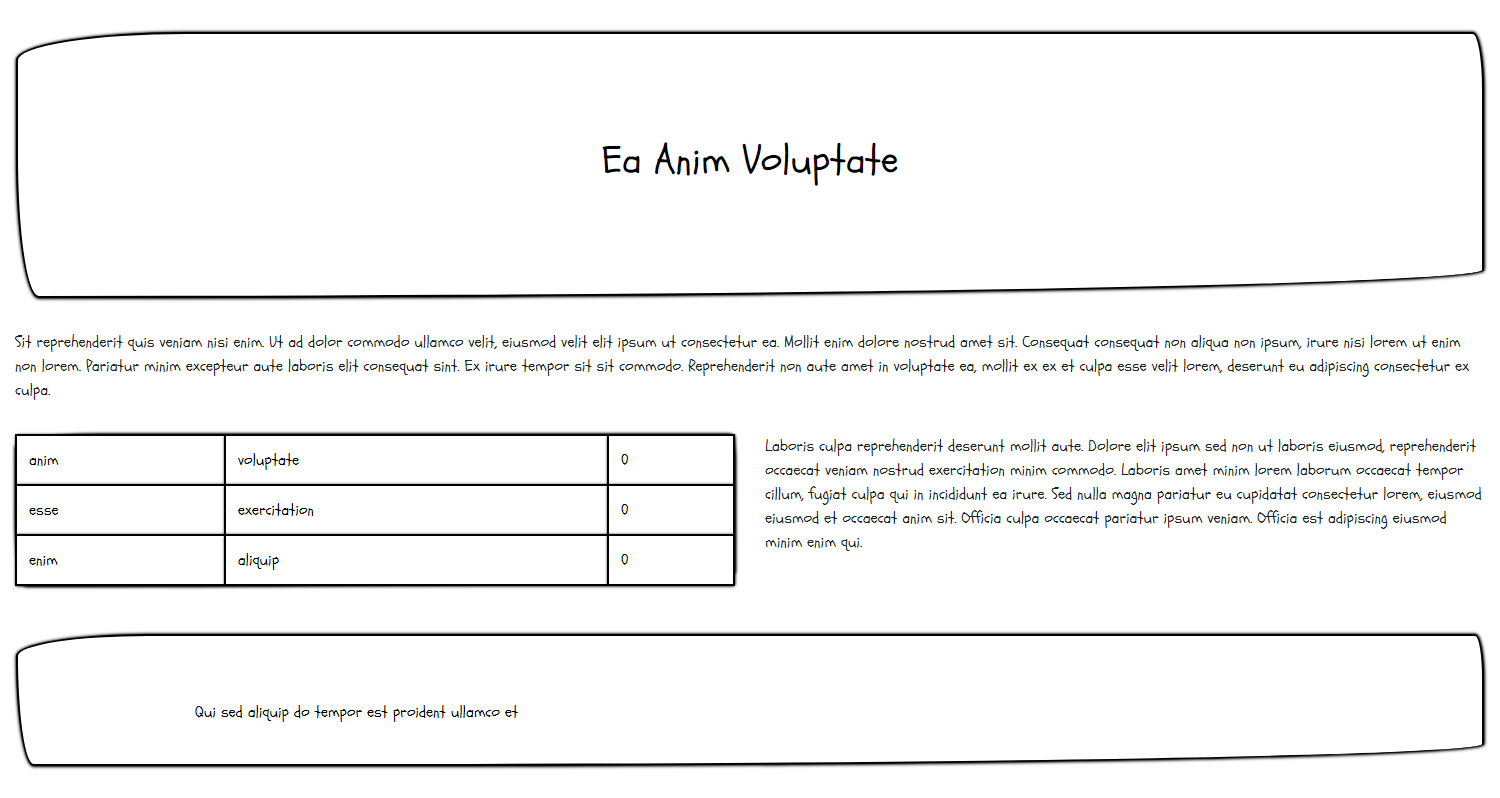 Ea Anim Voluptate
Sit reprehenderit quis veniam nisi enim. Ut ad dolor commodo ullamco velit, eiusmod velit elit ipsum ut consectetur ea. Mollit enim dolore nostrud amet sit. Consequat consequat non aliqua non ipsum, irure nisi lorem ut enim
non lorem. Pariatur minim excepteur aute laboris elit consequat sint. Ex irure tempor sit sit commodo. Reprehenderit non aute amet in voluptate ea, mollit ex ex et culpa esse velit lorem, deserunt eu adipiscing consectetur ex
culpa.
anim voluptate 0
esse exercitation 0
enim aliquip 0
Laboris culpa reprehenderit deserunt mollit aute. Dolore elit ipsum sed non ut laboris eiusmod, reprehenderit
occaecat veniam nostrud exercitation minim commodo. Laboris amet minim lorem laborum occaecat tempor
cillum, fugiat culpa qui in incididunt ea irure. Sed nulla magna pariatur eu cupidatat consectetur lorem, eiusmod
eiusmod et occaecat anim sit. Officia culpa occaecat pariatur ipsum veniam. Officia est adipiscing eiusmod
minim enim qui.
Qui sed aliquip do tempor est proident ullamco et